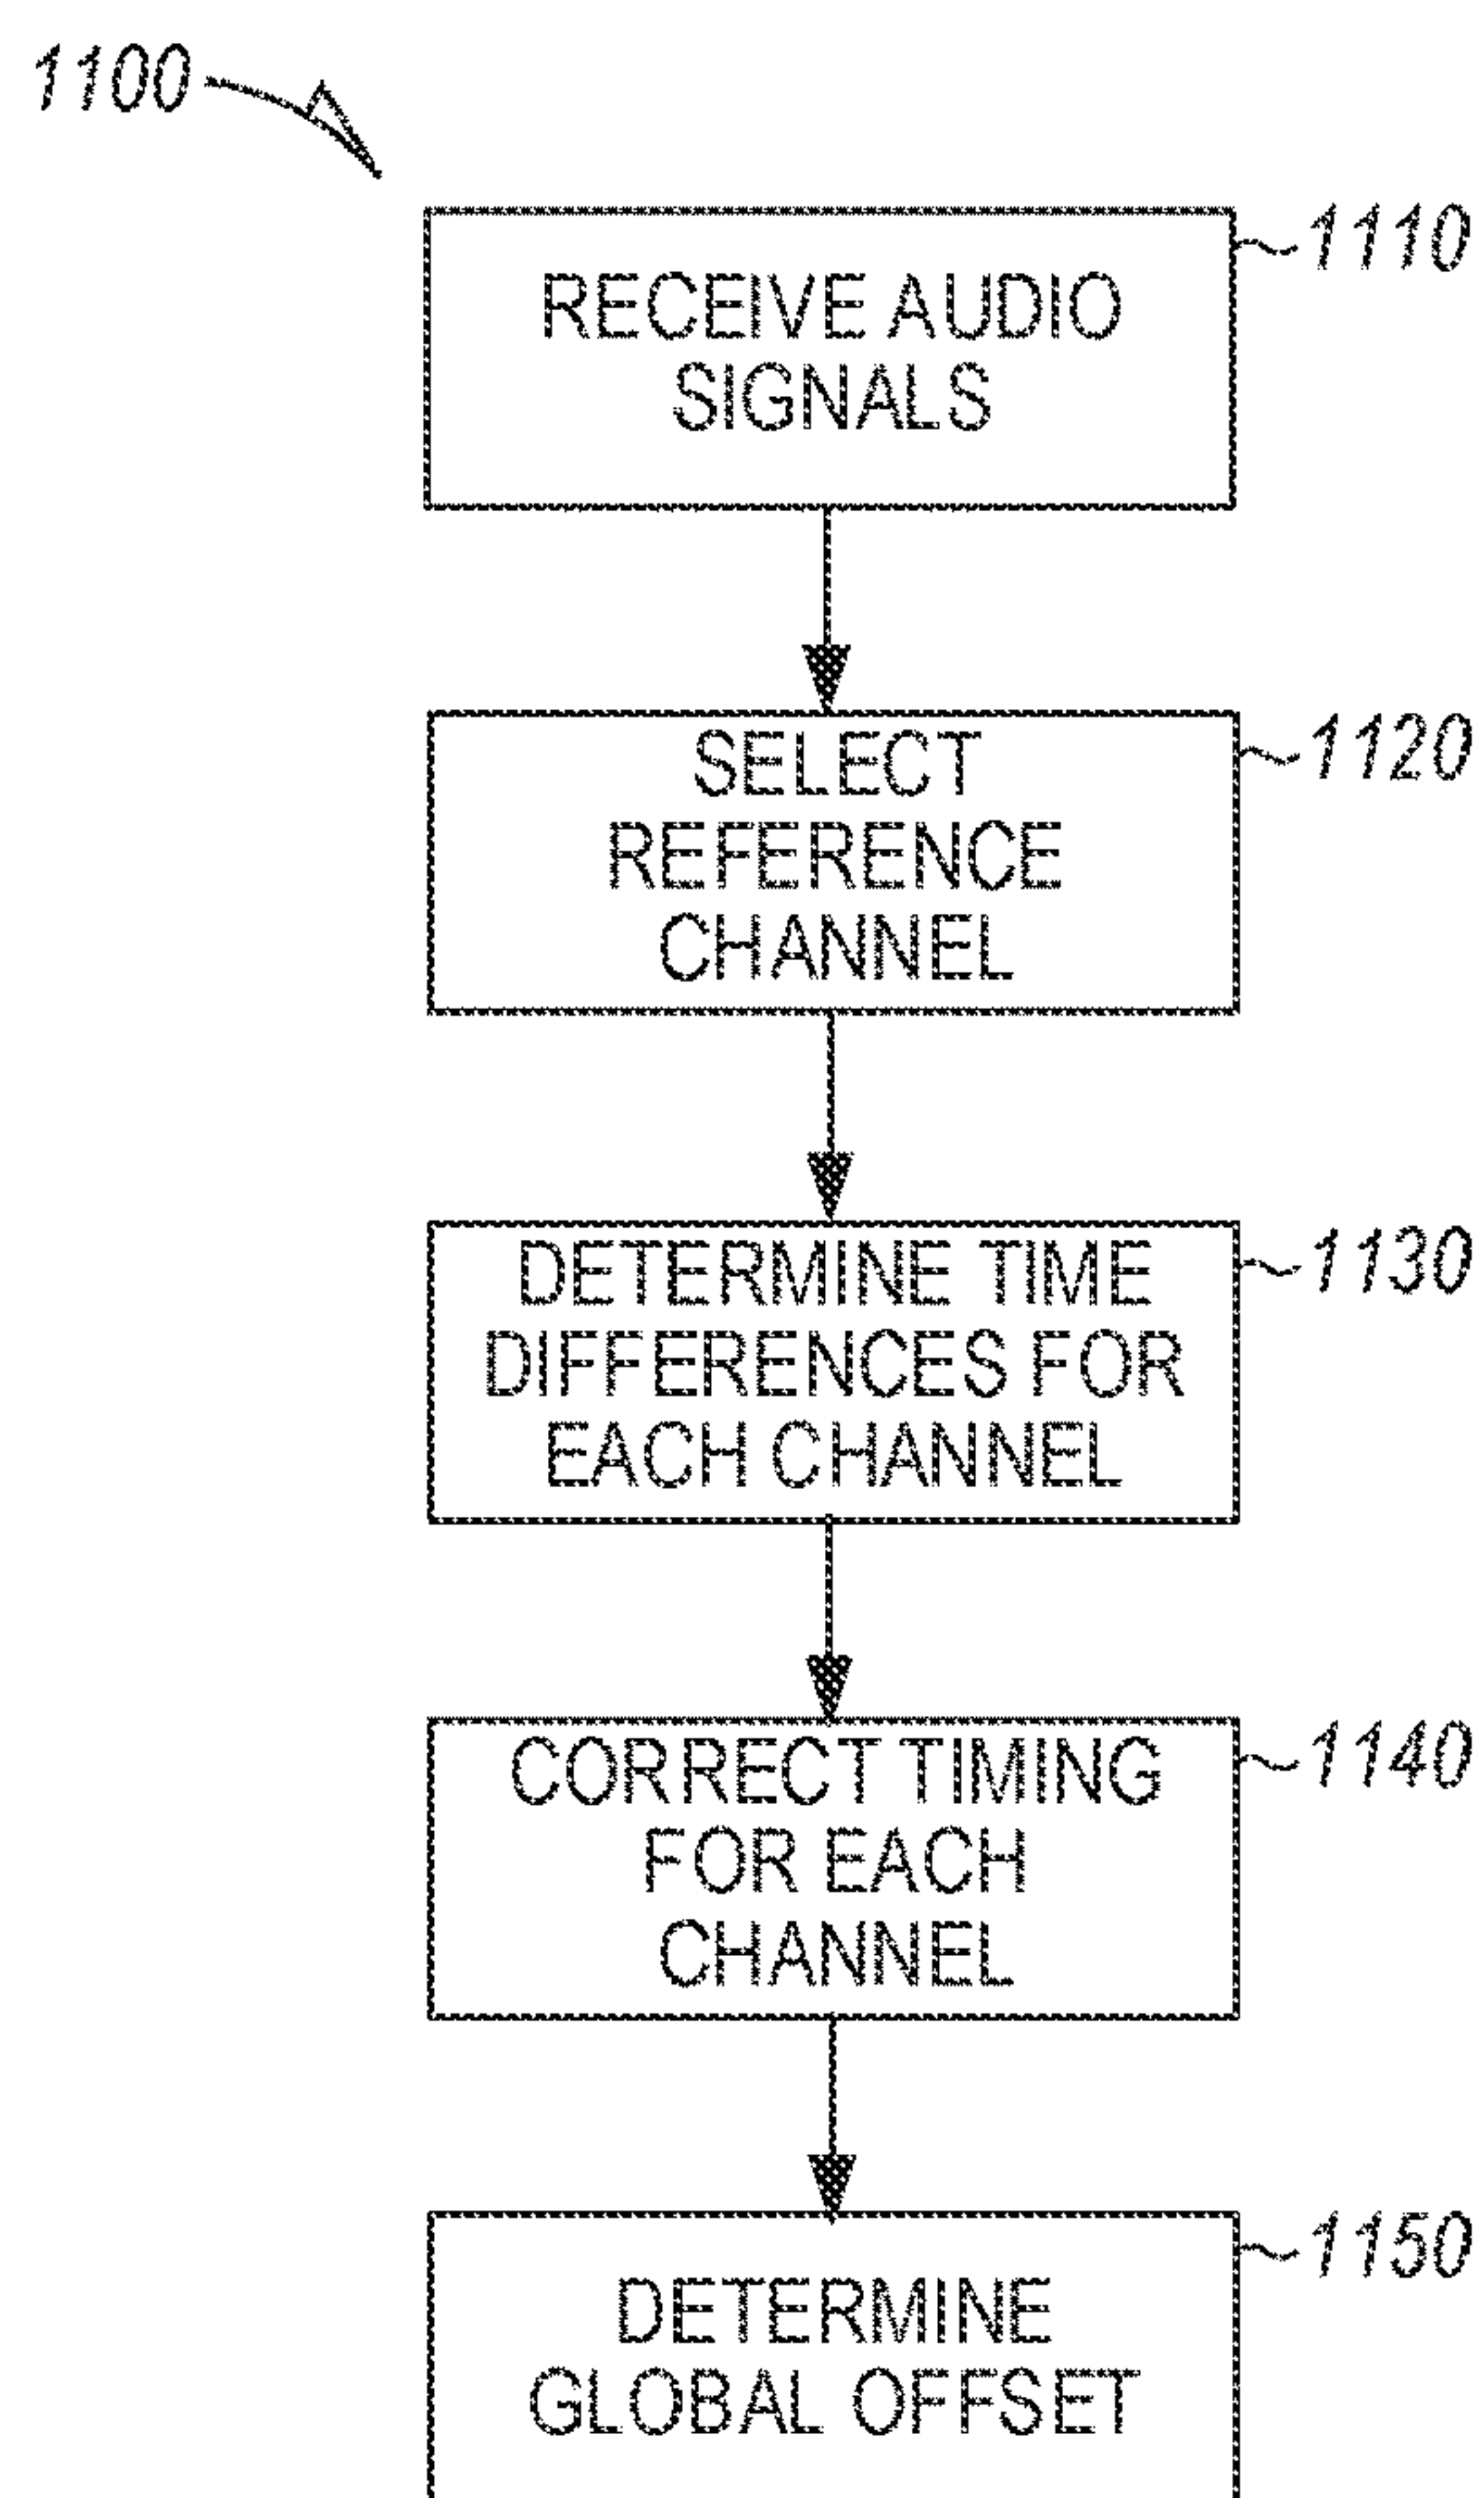 1100
1110
RECEIVE AUDIO
SIGNALS
1120
SELECT
REFERENCE
CHANNEL
1130
DETERMINE TIME
DIFFERENCES FOR
EACH CHANNEL
1140
CORRECT TIMING
FOR EACH
CHANNEL
1150
DETERMINE
GLOBAL OFFSET